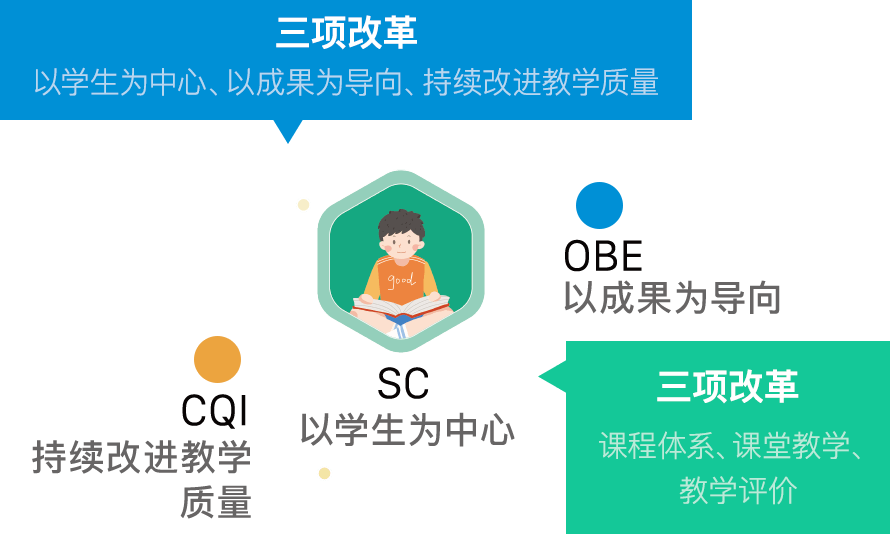 三项改革
以学生为中心、以成果为导向、持续改进教学质量
good
OBE
以成果为导向
SC
以学生为中心
CQI
持续改进教学
质量
三项改革
课程体系、课堂教学、
教学评价